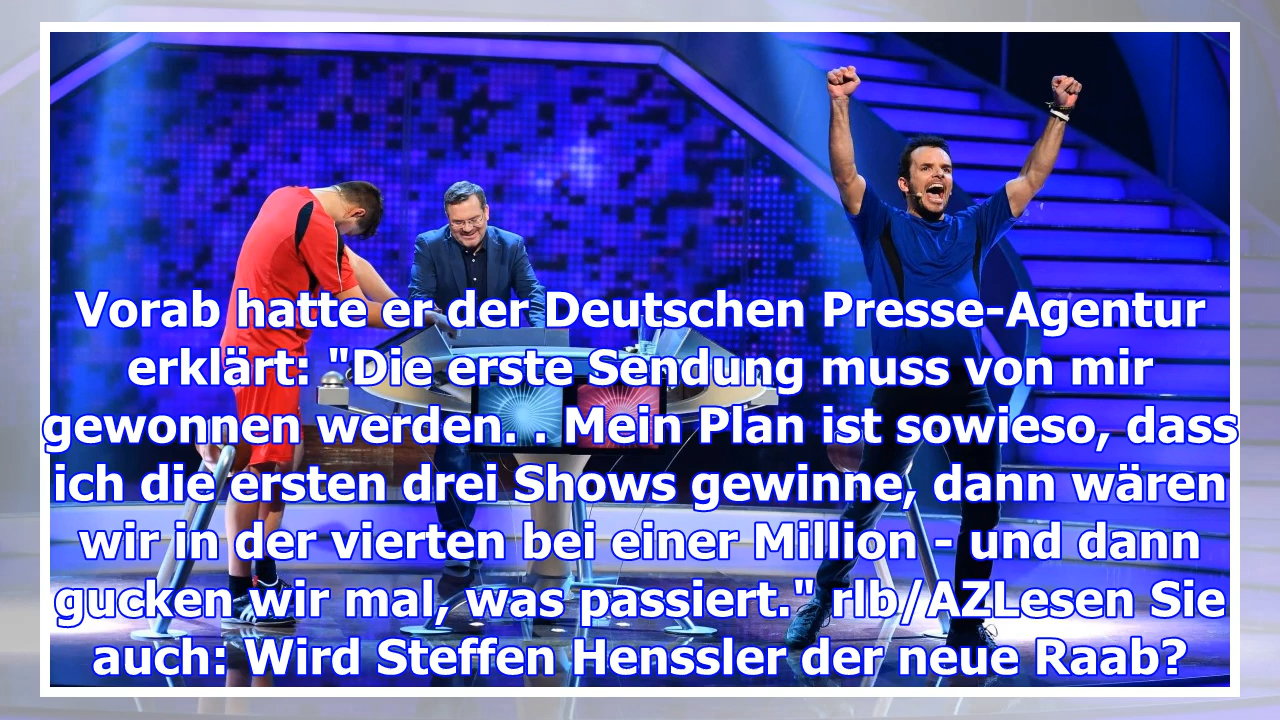 Vorab hatte er der Deutschen Presse-Agentur
erklärt: "Die erste Sendung muss von mir
gewonnen werden. . Mein Plan ist sowieso, dass
ich die ersten drei Shows gewinne, dann wären
wir in der vierten bei einer Million - und dann
gucken wir mal, was passiert." rlb/AZLesen Sie
auch: Wird Steffen Henssler der neue Raab?